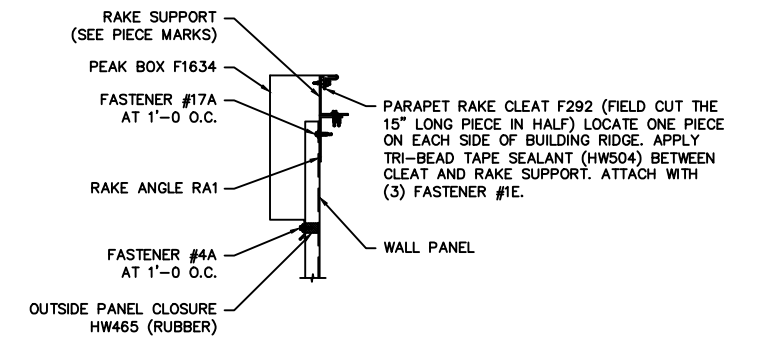 RAKE SUPPORT
(SEE PIECE MARKS)
PEAK BOX F1634
FASTENER #17A
AT 1'-0 O.C.
RAKE ANGLE RA1
FASTENER #4A
AT 1'-0 O.C.
OUTSIDE PANEL CLOSURE
HW465 (RUBBER)
PARAPET RAKE CLEAT F292 (FIELD CUT THE
15" LONG PIECE IN HALF) LOCATE ONE PIECE
ON EACH SIDE OF BUILDING RIDGE. APPLY
TRI-BEAD TAPE SEALANT (HW504) BETWEEN
CLEAT AND RAKE SUPPORT. ATTACH WITH
(3) FASTENER #1E.
WALL PANEL